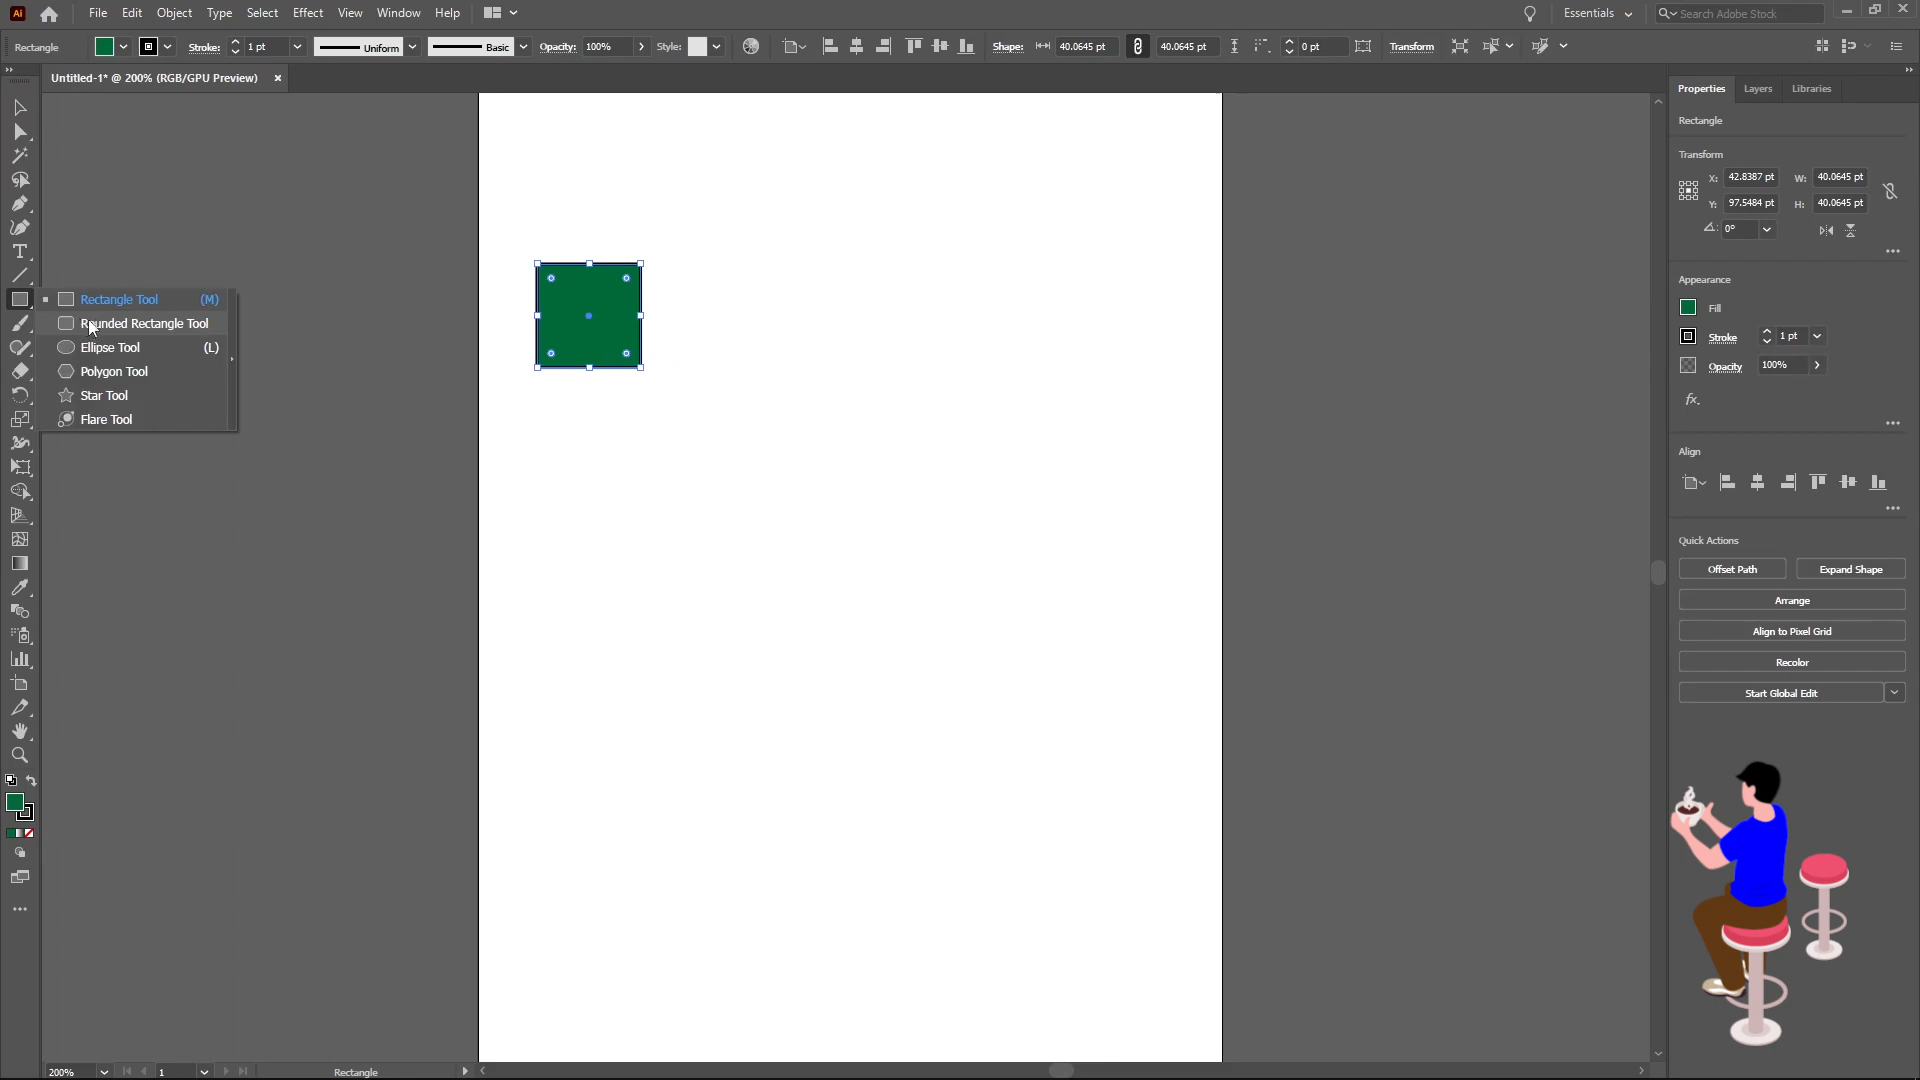 Ai File Edit Object Type Select Effect View Window Help Essentials Search Adobe Stock
Rectangle Stroke: 1 pt Uniform Basic Opacity: 100% Style: Shape: 40.0645 pt 40.0645 pt 0 pt Transform
Untitled-1* @ 200% (RGB/GPU Preview)
Properties Layers Libraries
Rectangle
Transform
X: 42.8387 pt W: 40.0645 pt
Y: 97.5484 pt H: 40.0645 pt
0°
Appearance
Fill
Stroke 1 pt
Opacity 100%
fx.
Align
Quick Actions
Offset Path Expand Shape
Arrange
Align to Pixel Grid
Recolor
Start Global Edit
Rectangle Tool (M)
Rounded Rectangle Tool
Ellipse Tool (L)
Polygon Tool
Star Tool
Flare Tool
200% 1 Rectangle